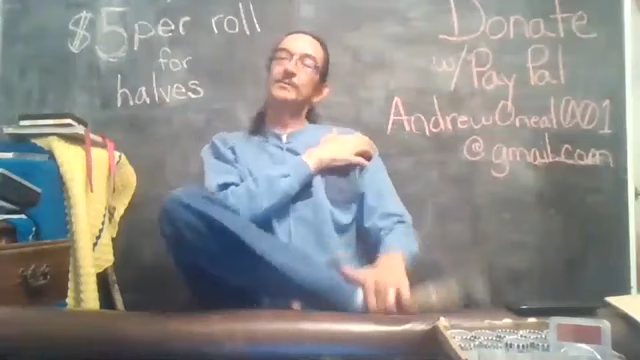 $5 per roll
for
halves
Donate
w/PayPal
AndrewOneal001
@gmail.com